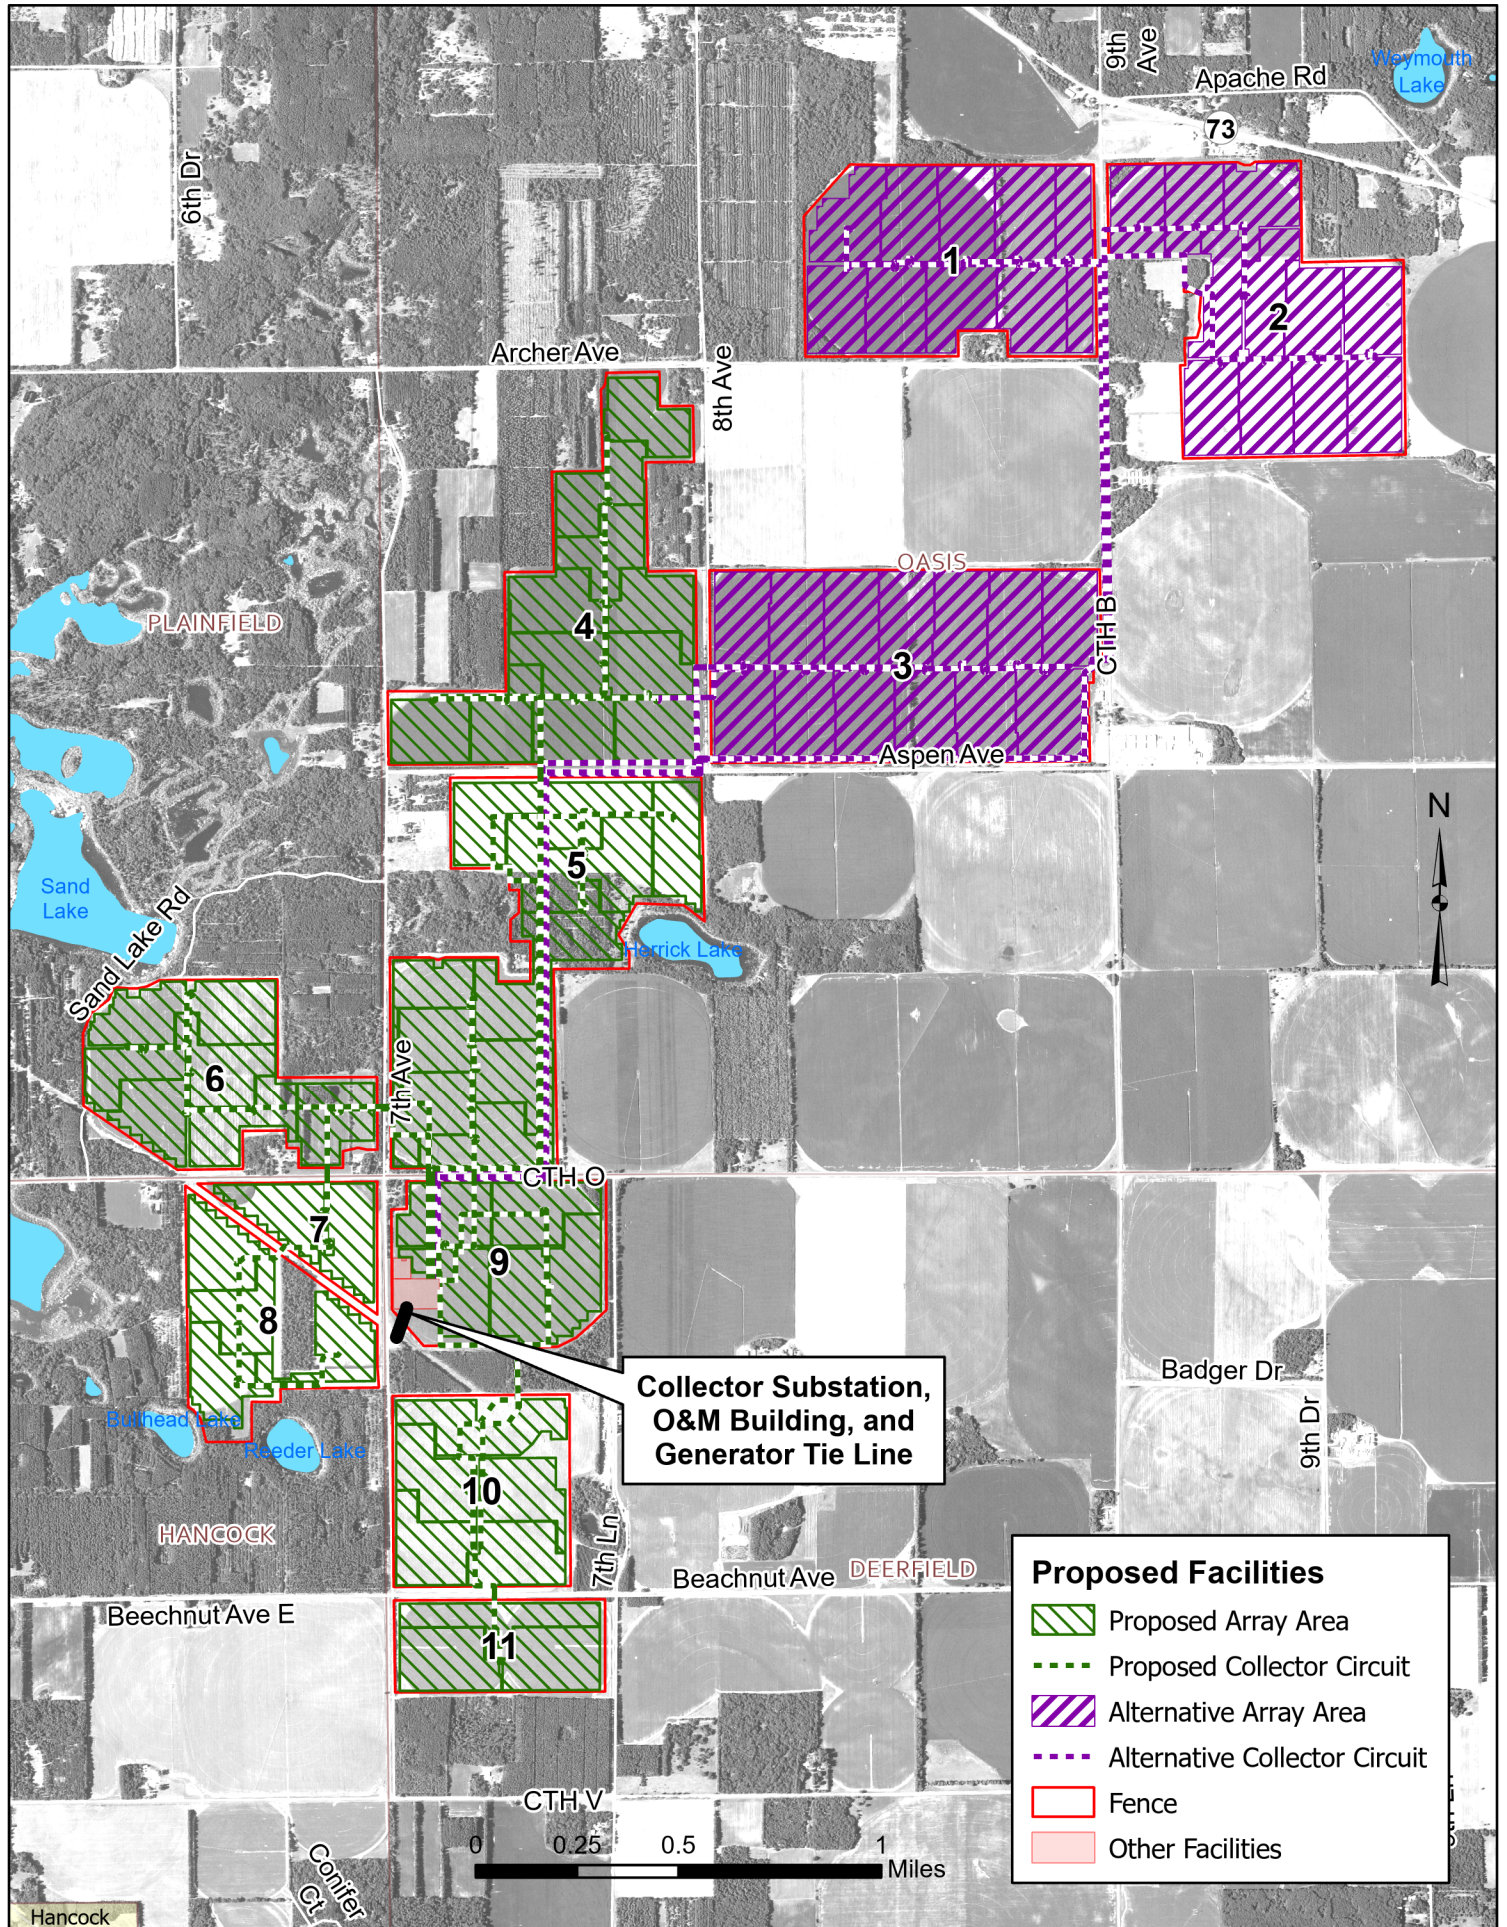 9th
Ave
Weymouth
Lake
Apache Rd
73
6th Dr
1
2
Archer Ave
8th Ave
OASIS
PLAINFIELD
4
CTH B
3
Aspen Ave
N
5
Sand
Lake
Sand Lake Rd
Herrick Lake
6
7th Ave
CTH O
7
9
8
Collector Substation,
O&M Building, and
Generator Tie Line
Badger Dr
9th Dr
Bullhead Lake
Reeder Lake
10
HANCOCK
7th Ln
Beachnut Ave
DEERFIELD
Beechnut Ave E
11
Proposed Facilities
Proposed Array Area
Proposed Collector Circuit
Alternative Array Area
Alternative Collector Circuit
Fence
Other Facilities
CTH V
0
0.25
0.5
1
Miles
Conifer
Ct
Hancock